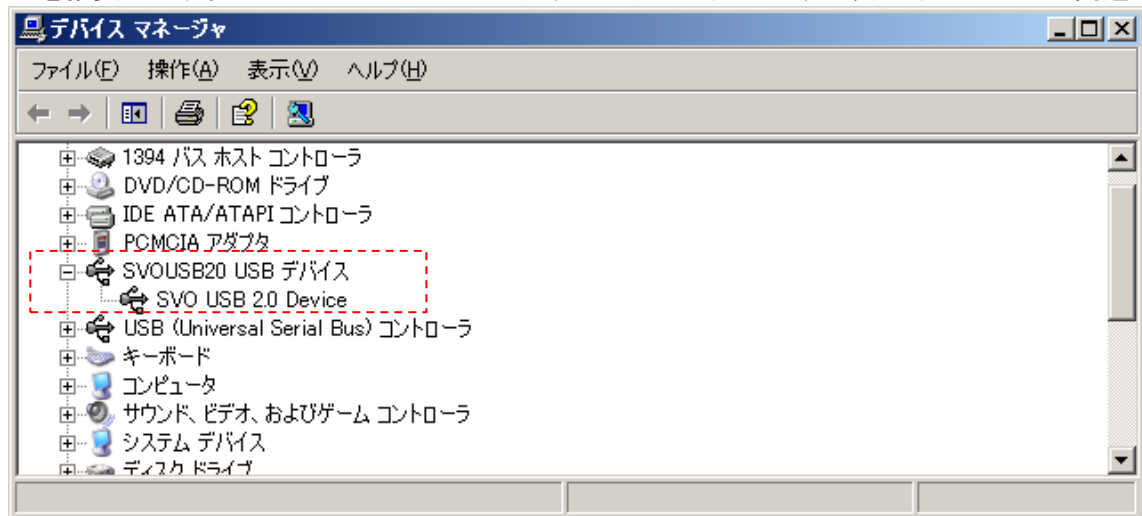 デバイス マネージャ
ファイル(F) 操作(A) 表示(V) ヘルプ(H)
1394 バス ホスト コントローラ
DVD/CD-ROM ドライブ
IDE ATA/ATAPI コントローラ
PCMCIA アダプタ
SVOUSB20 USB デバイス
SVO USB 2.0 Device
USB (Universal Serial Bus) コントローラ
キーボード
コンピュータ
サウンド、ビデオ、およびゲーム コントローラ
システム デバイス
ディスク ドライブ